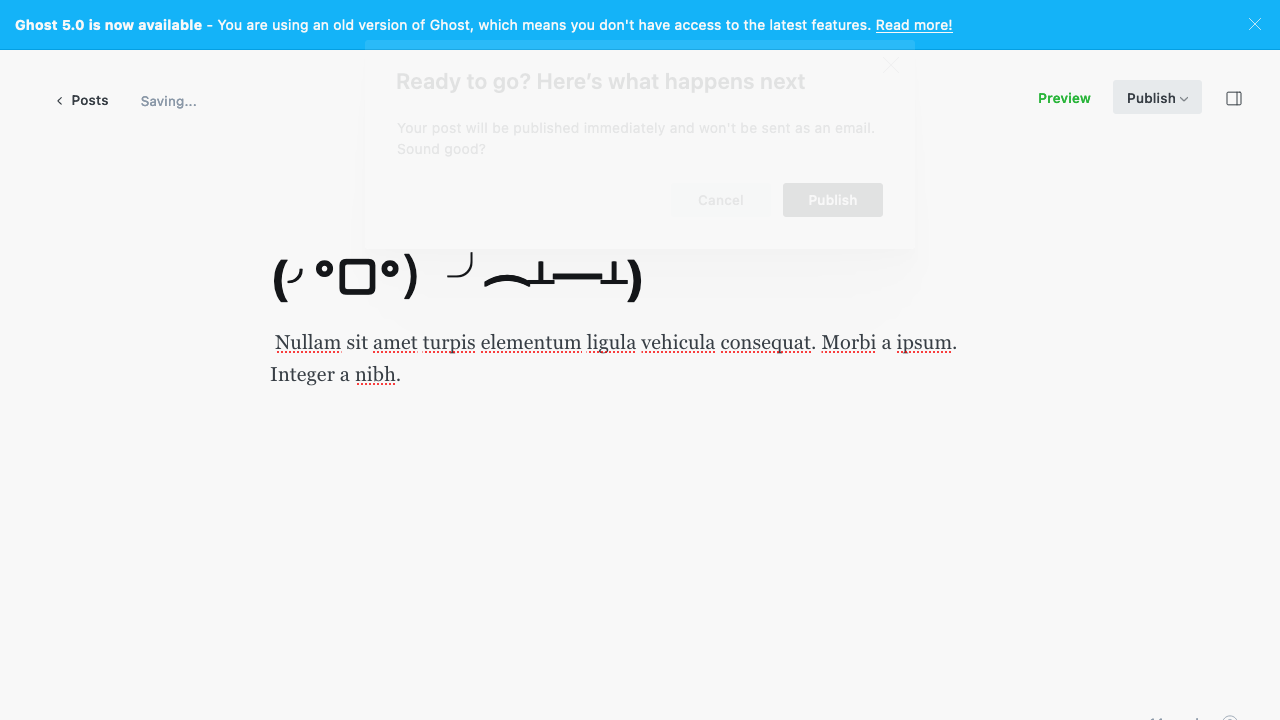 Ghost 5.0 is now available – You are using an old version of Ghost, which means you don't have access to the latest features. Read more!
Ready to go? Here's what happens next
Posts
Saving...
Preview
Publish
Your post will be published immediately and won't be sent as an email.
Sound good?
Cancel
Publish
(╯°□°)╯︵┻━┻)
Nullam sit amet turpis elementum ligula vehicula consequat. Morbi a ipsum.
Integer a nibh.